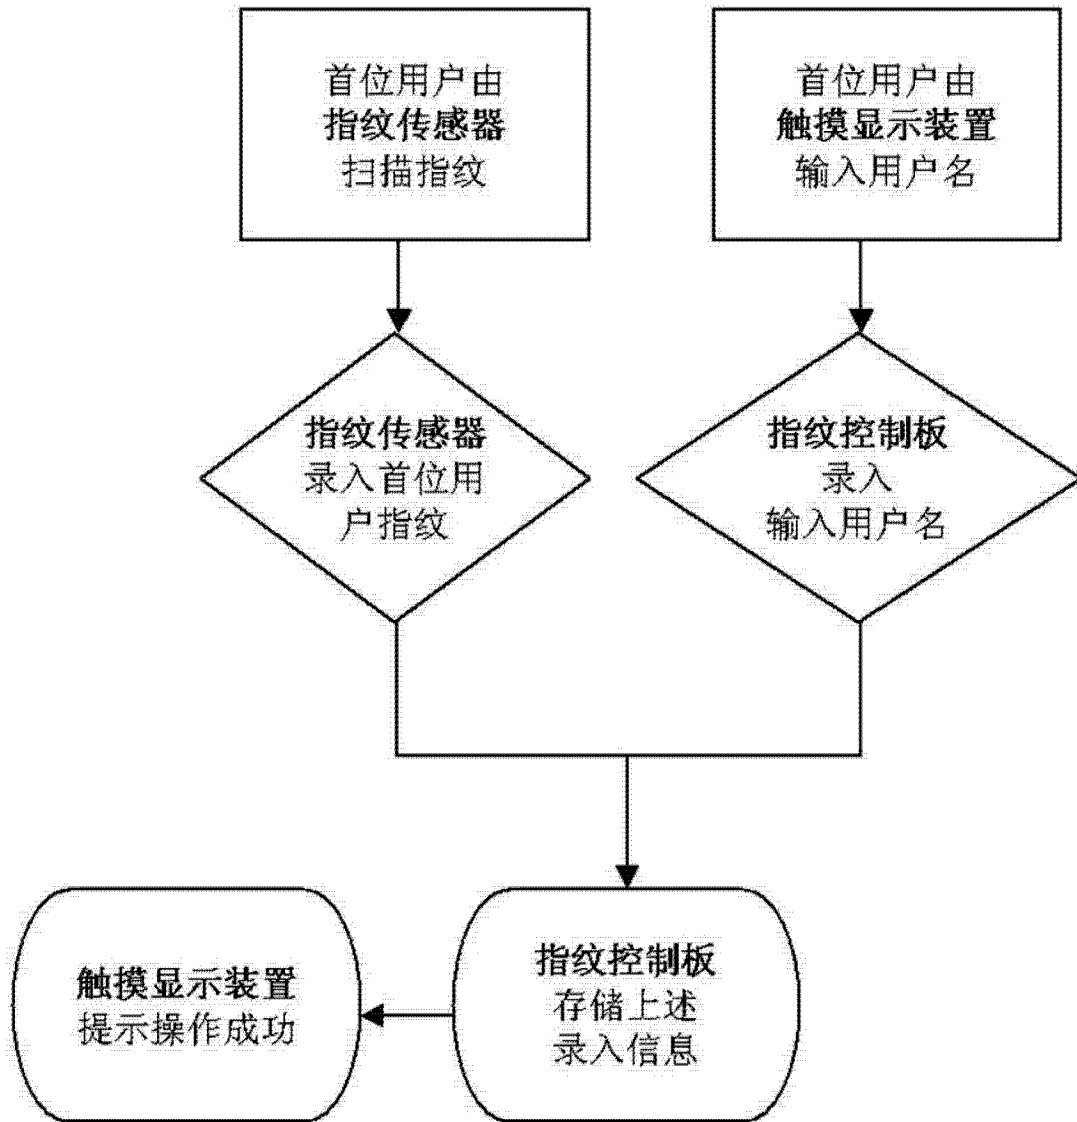 首位用户由
指纹传感器
扫描指纹
首位用户由
触摸显示装置
输入用户名
指纹传感器
录入首位用
户指纹
指纹控制板
录入
输入用户名
指纹控制板
存储上述
录入信息
触摸显示装置
提示操作成功